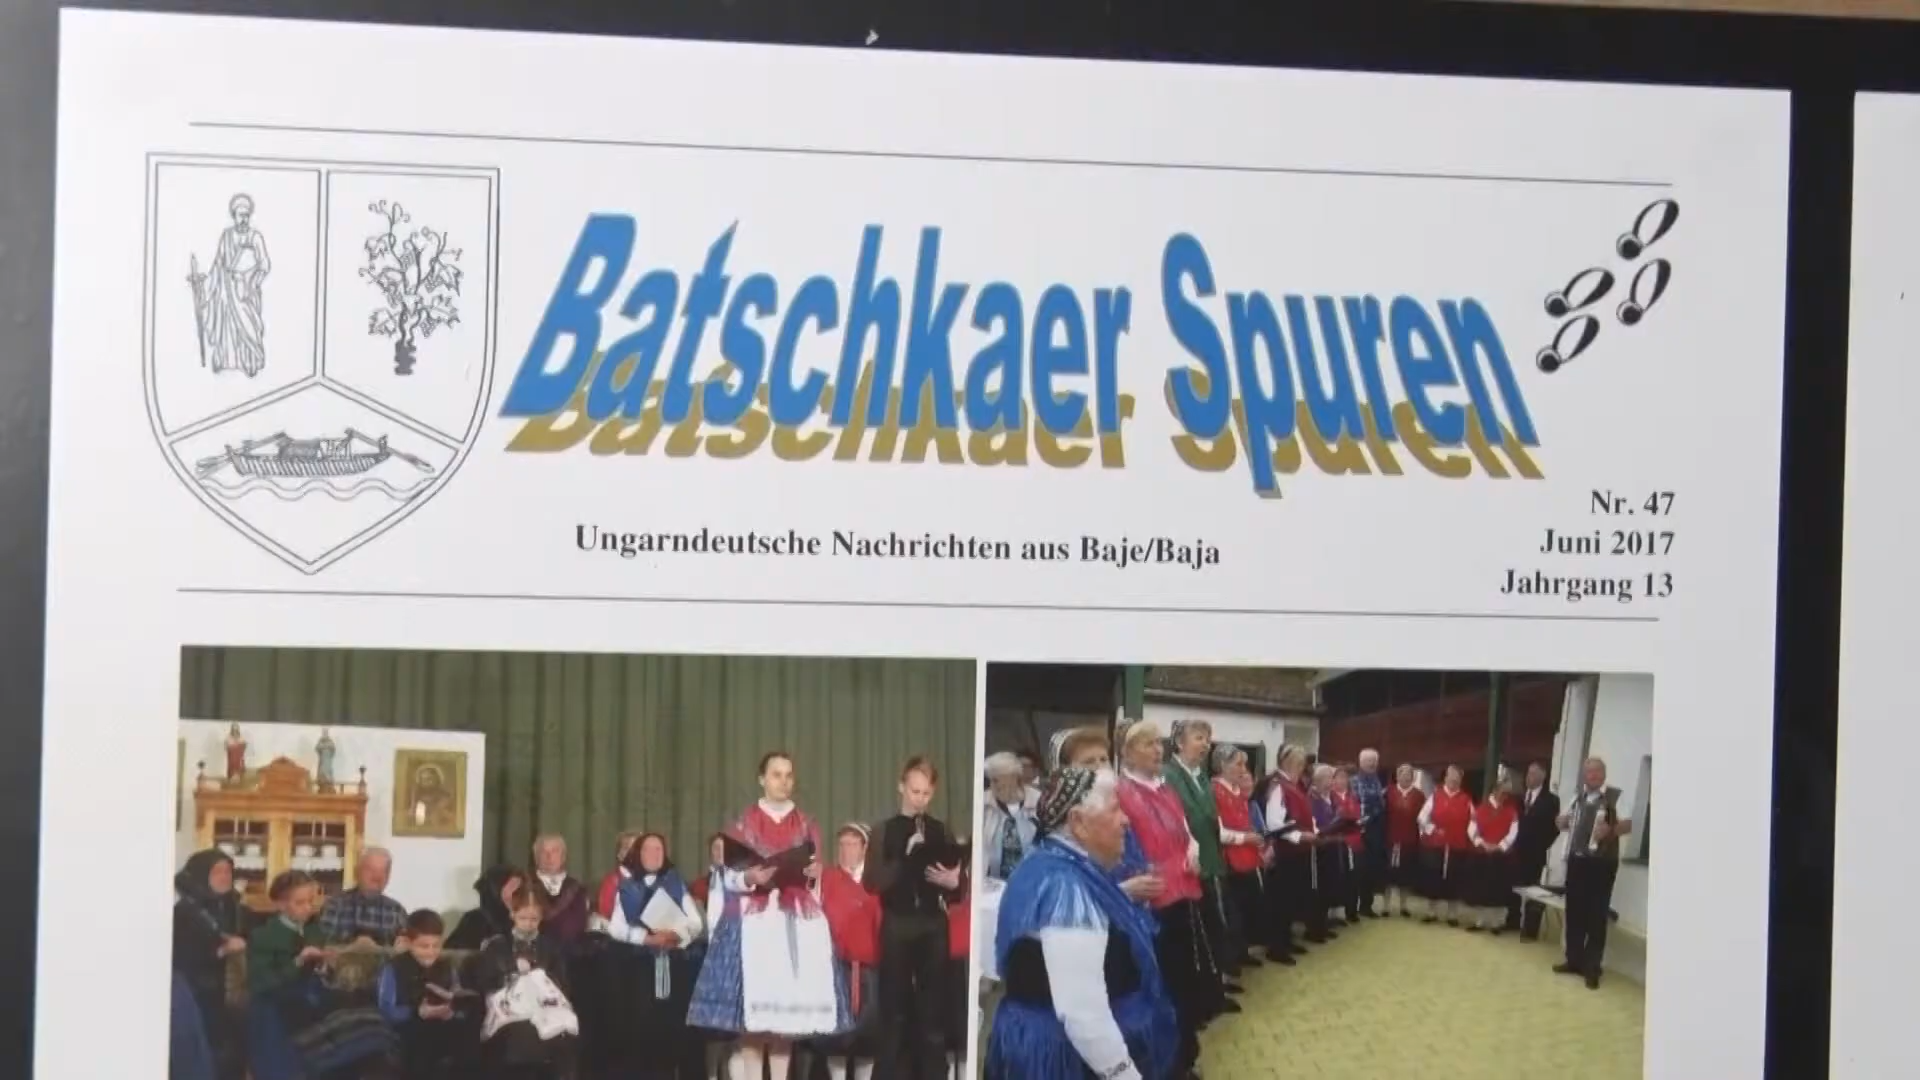 Batschkaer Spuren
Ungarndeutsche Nachrichten aus Baje/Baja
Nr. 47
Juni 2017
Jahrgang 13